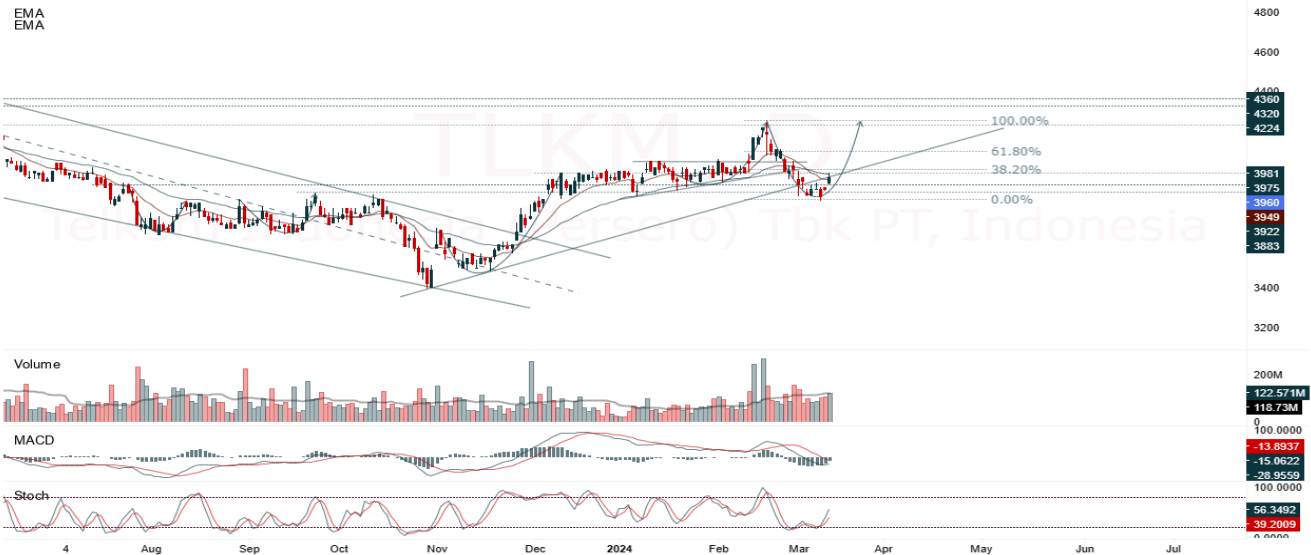 EMA
EMA
4800
4600
4400
4360
4320
4224
100.00%
61.80%
38.20%
0.00%
3981
3975
3960
3949
3922
3883
TLKM, D
Telekomunikasi Indonesia (Persero) Tbk PT, Indonesia
3400
3200
Volume
200M
122.571M
118.73M
0
MACD
100.0000
-13.8937
-15.0622
-28.9559
Stoch
100.0000
56.3492
39.2009
0.0000
4 Aug Sep Oct Nov Dec 2024 Feb Mar Apr May Jun Jul